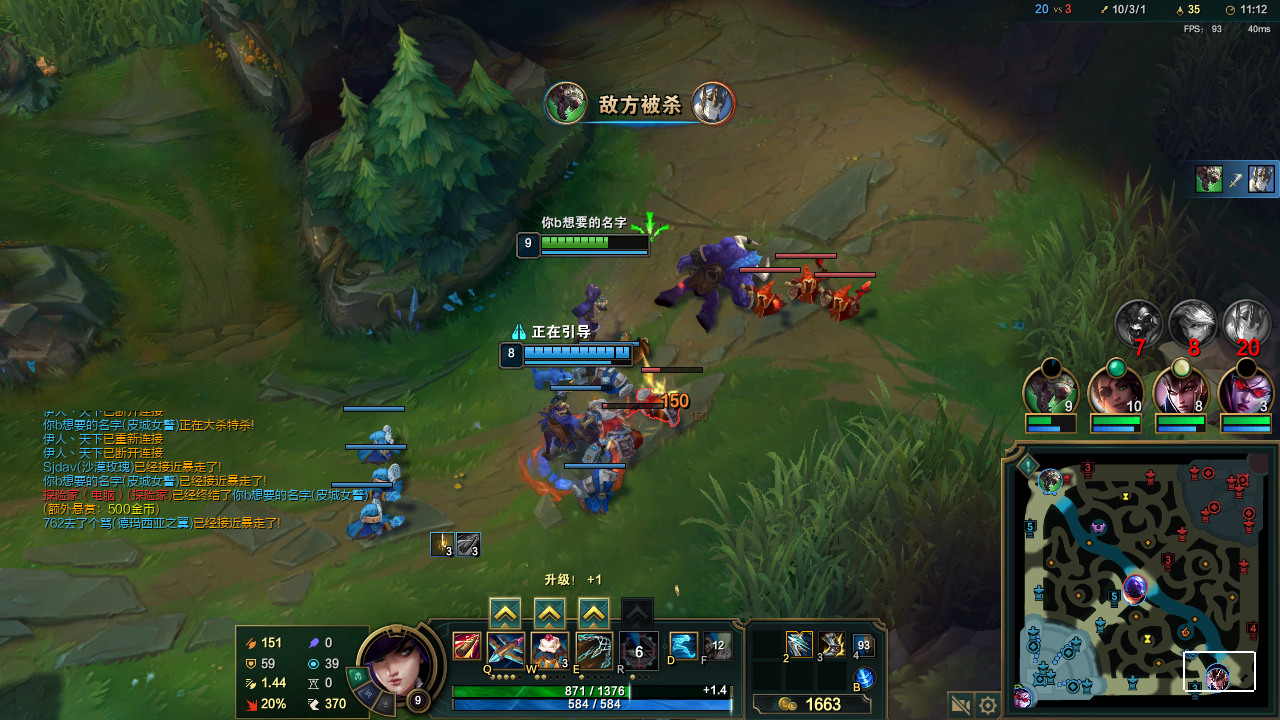 20 vs 3 10/3/1 35 11:12
FPS: 93 40ms
敌方被杀
你b想要的名字
9
正在引导
8
150
150
7 8 20
9 10 8 3
伊人、天下已断开连接
你b想要的名字(皮城女警)正在大杀特杀!
伊人、天下已重新连接
伊人、天下已断开连接
Sjdav(沙漠玫瑰)已经接近暴走了!
你b想要的名字(皮城女警)已经接近暴走了!
探险家（电脑）(探险家)已经终结了你b想要的名字(皮城女警)
(额外悬赏: 500金币)
762去了个骂(德玛西亚之翼)已经接近暴走了!
3 3
升级! +1
151 0
59 39
1.44 0
20% 370
9
Q W 3 E R 6 D F 12
871 / 1376 +1.4
584 / 584
2 3 4 93
B
1663
3
5
3
5
4
3